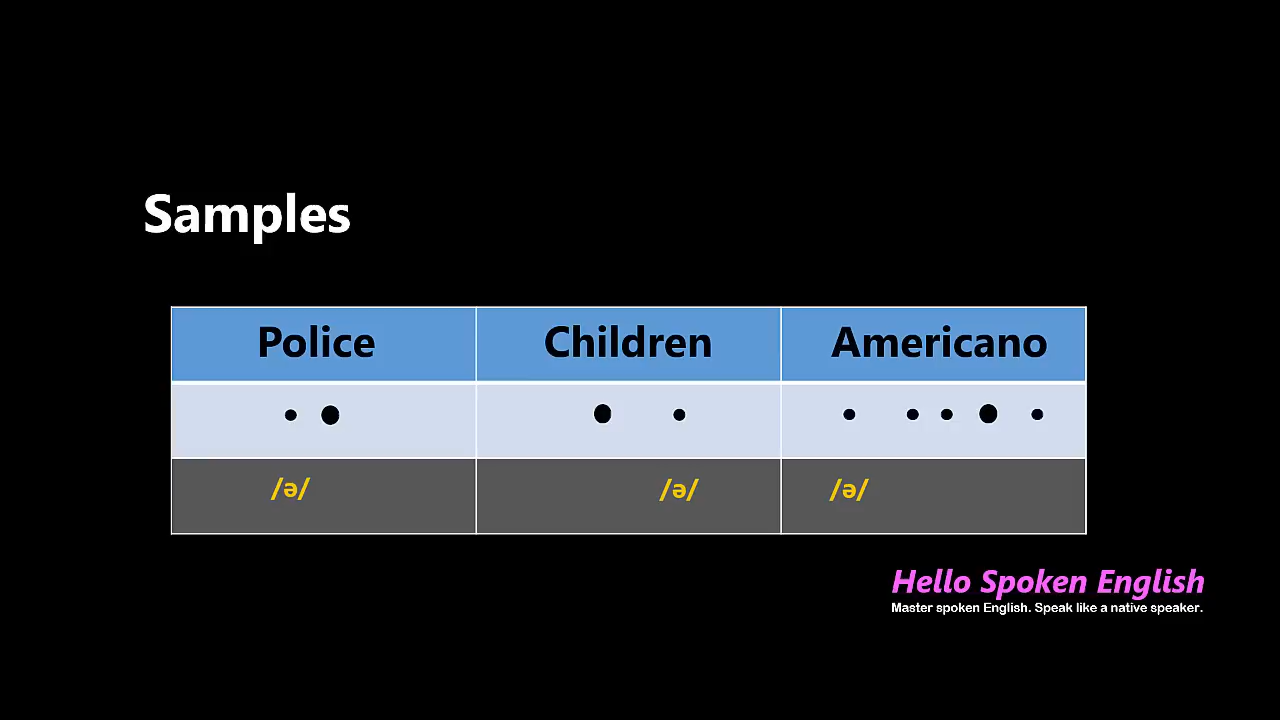 Samples
Police Children Americano
/ə/ /ə/ /ə/
Hello Spoken English
Master spoken English. Speak like a native speaker.